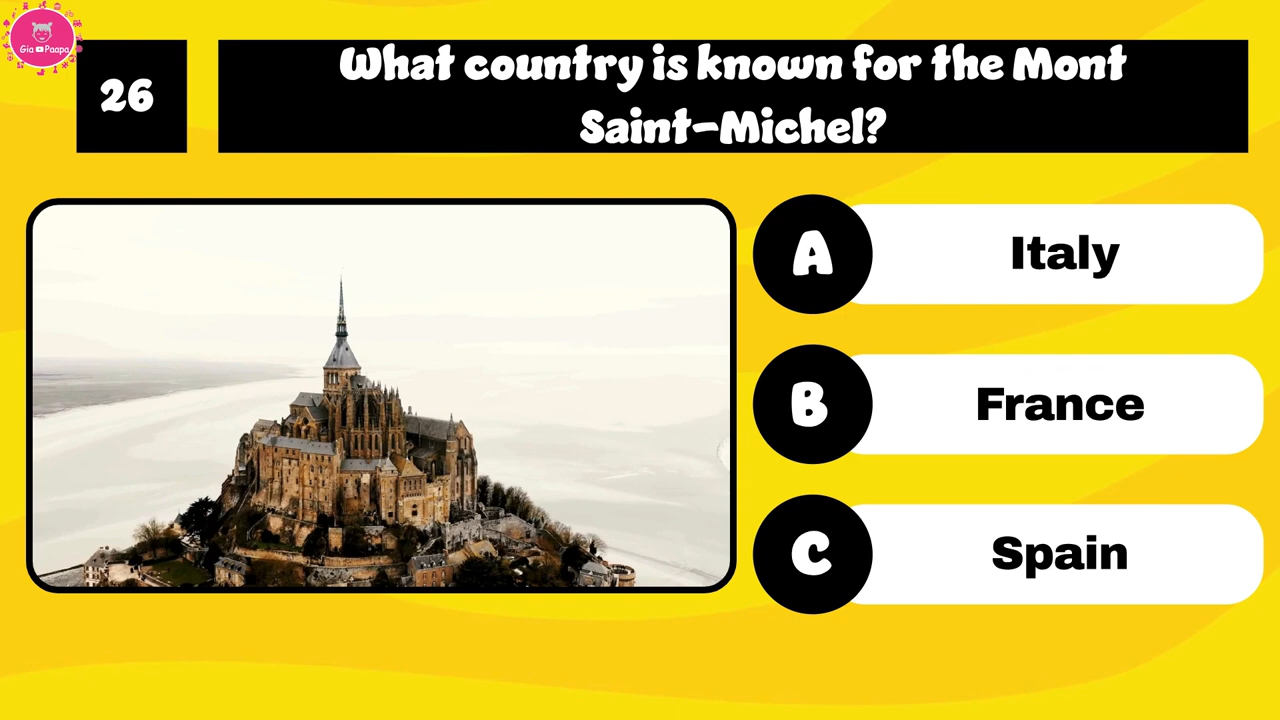 Gia Paapa
26
What country is known for the Mont
Saint-Michel?
A
Italy
B
France
C
Spain